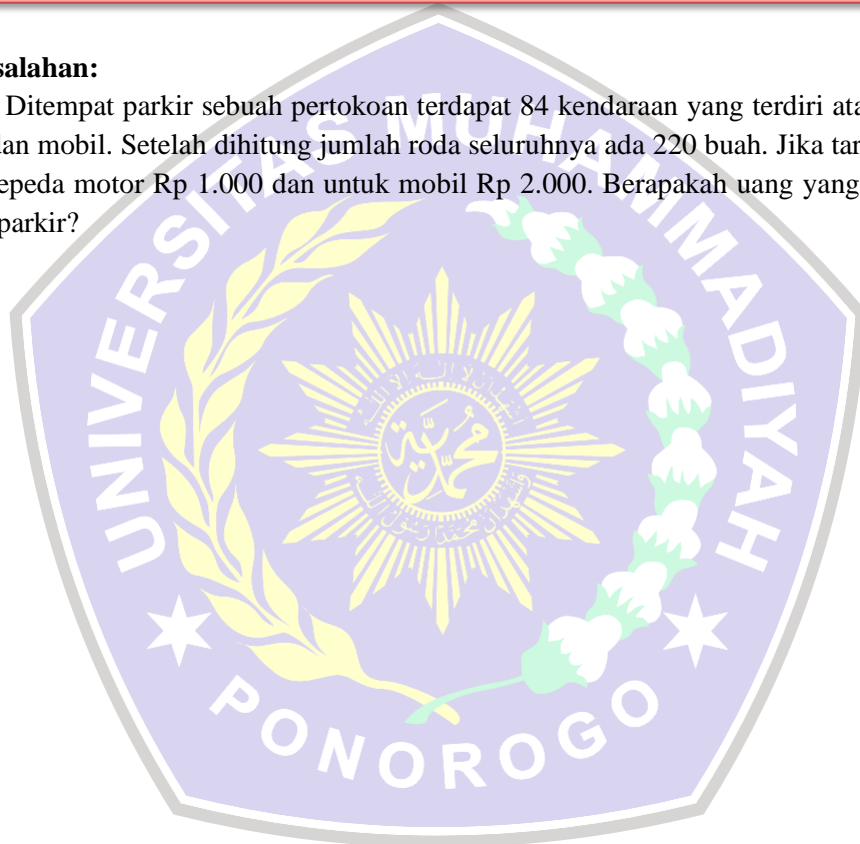 salahan:
Ditempat parkir sebuah pertokoan terdapat 84 kendaraan yang terdiri ata
dan mobil. Setelah dihitung jumlah roda seluruhnya ada 220 buah. Jika tar
epeda motor Rp 1.000 dan untuk mobil Rp 2.000. Berapakah uang yang
parkir?
UNIVERSITAS MUHAMMADIYAH
PONOROGO
محمد